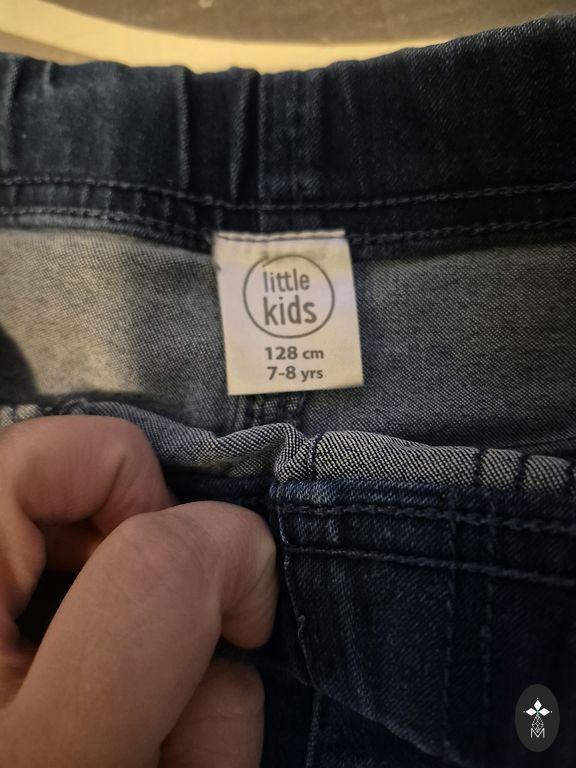 little
kids
128 cm
7-8 yrs
M